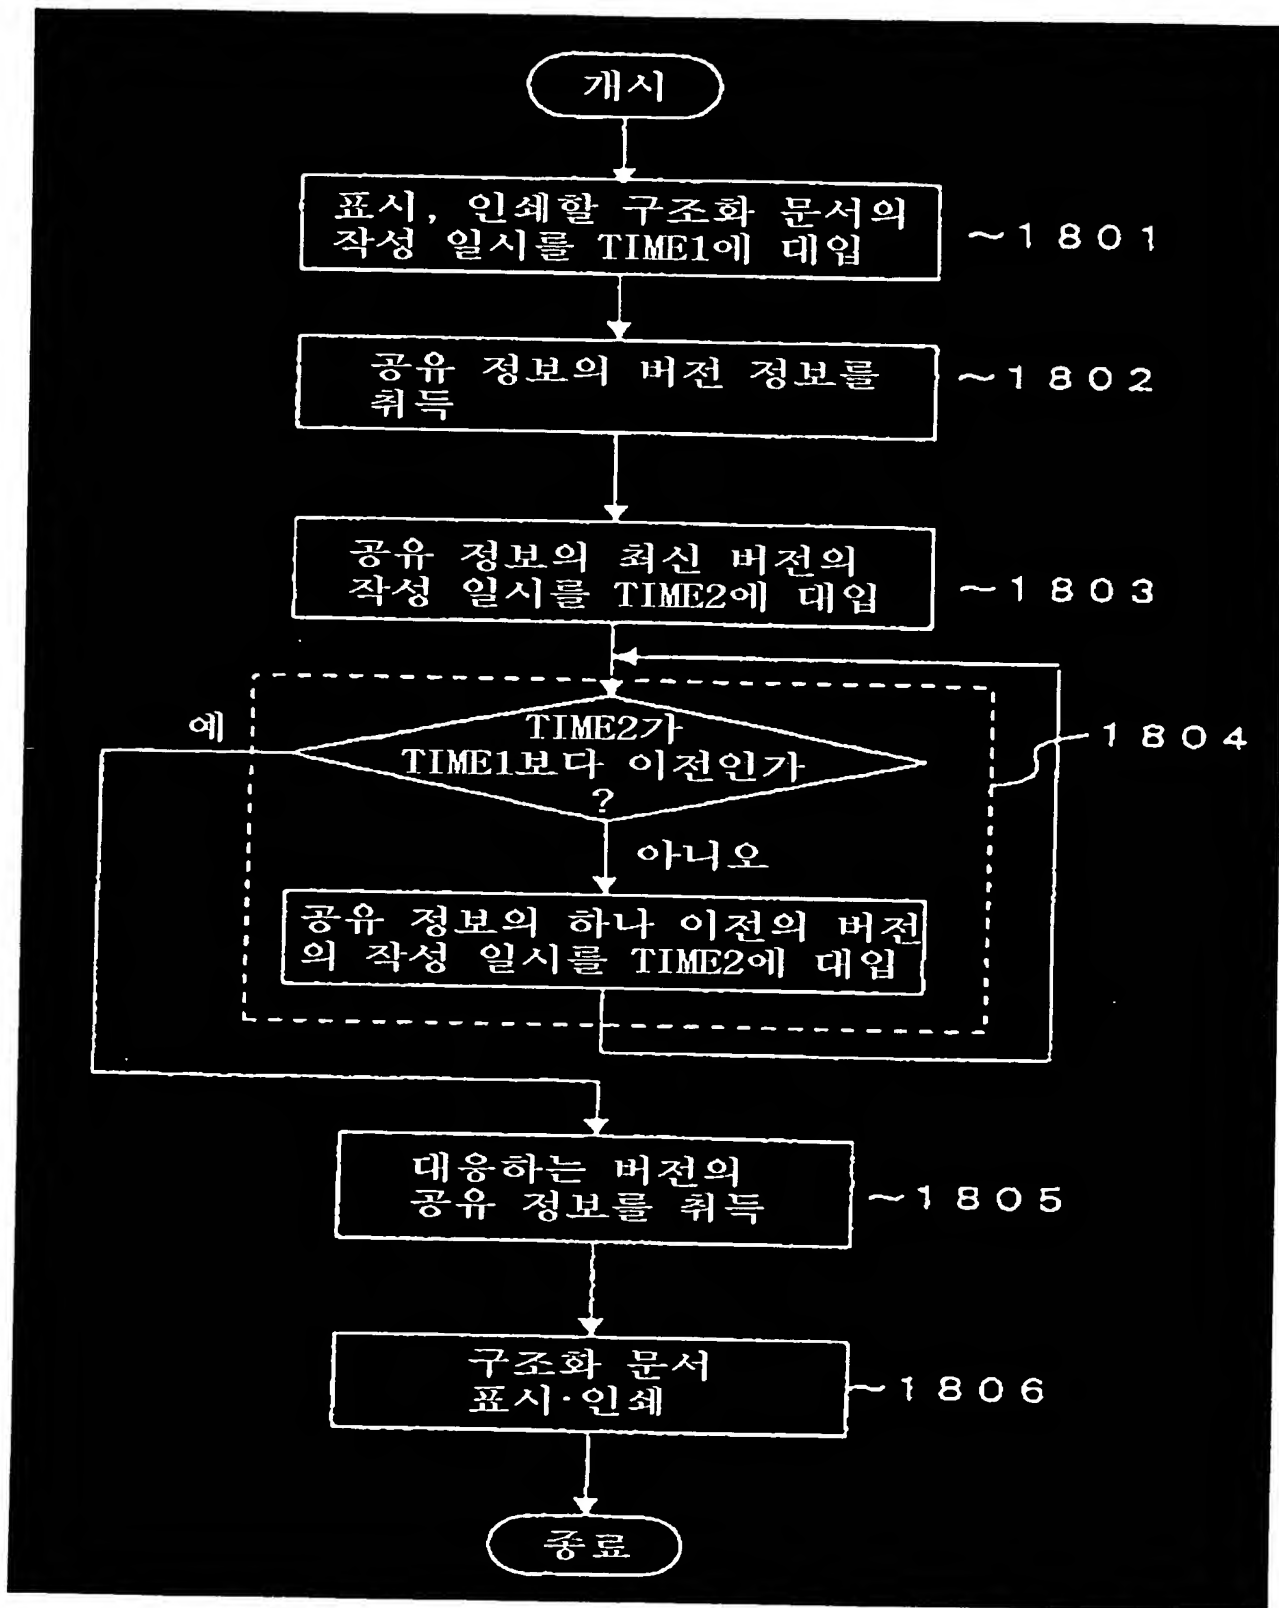 개시
표시, 인쇄할 구조화 문서의
작성 일시를 TIME1에 대입
~1801
공유 정보의 버전 정보를
취득
~1802
공유 정보의 최신 버전의
작성 일시를 TIME2에 대입
~1803
예
TIME2가
TIME1보다 이전인가
?
1804
아니오
공유 정보의 하나 이전의 버전
의 작성 일시를 TIME2에 대입
대응하는 버전의
공유 정보를 취득
~1805
구조화 문서
표시·인쇄
~1806
종료